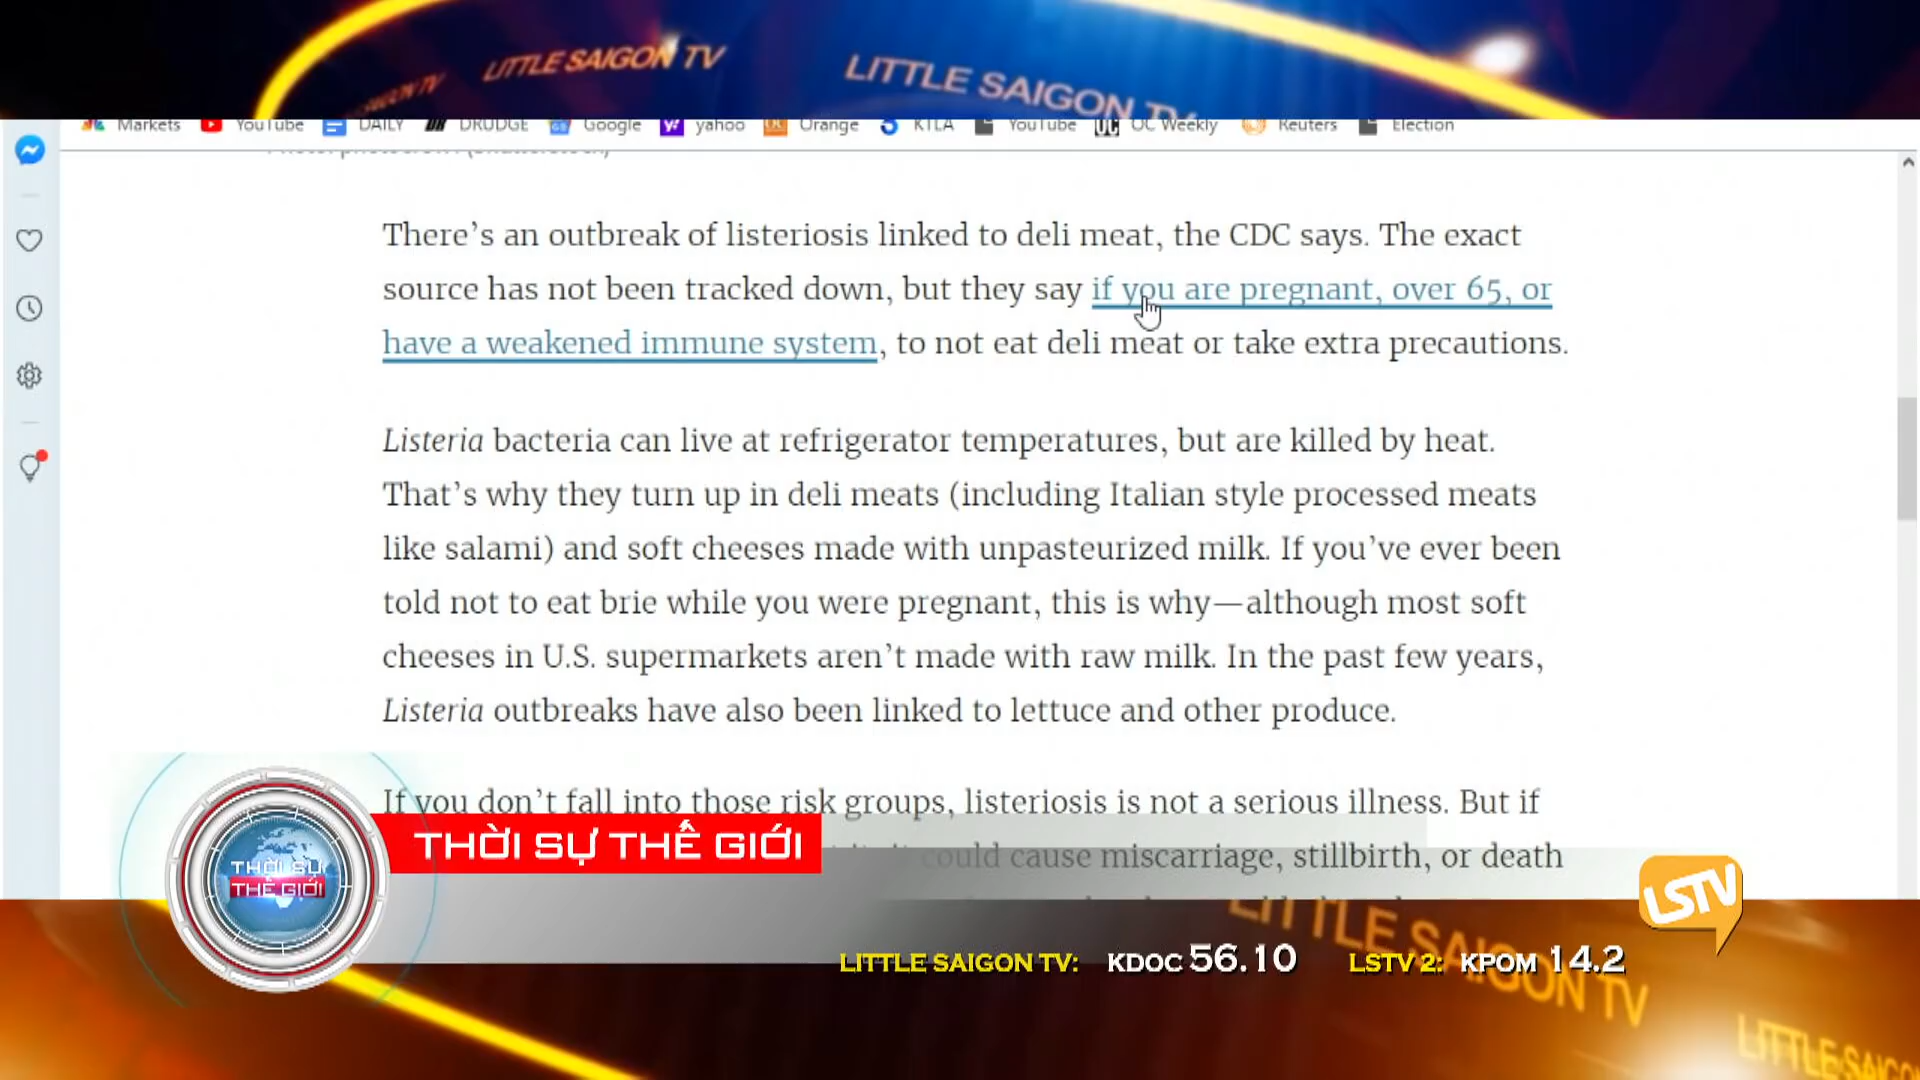 LITTLE SAIGON TV
LITTLE SAIGON TV
SAIGON TV
Markets YouTube DAILY DRUDGE Google yahoo Orange KTLA YouTube OC Weekly Reuters Election
There's an outbreak of listeriosis linked to deli meat, the CDC says. The exact
source has not been tracked down, but they say if you are pregnant, over 65, or
have a weakened immune system, to not eat deli meat or take extra precautions.
Listeria bacteria can live at refrigerator temperatures, but are killed by heat.
That's why they turn up in deli meats (including Italian style processed meats
like salami) and soft cheeses made with unpasteurized milk. If you've ever been
told not to eat brie while you were pregnant, this is why—although most soft
cheeses in U.S. supermarkets aren't made with raw milk. In the past few years,
Listeria outbreaks have also been linked to lettuce and other produce.
If you don't fall into those risk groups, listeriosis is not a serious illness. But if
could cause miscarriage, stillbirth, or death
THỜI SỰ THẾ GIỚI
THỜI SỰ
THẾ GIỚI
LSTV
LITTLE SAIGON TV: KDOC 56.10 LSTV 2: KPOM 14.2
LITTLE SAIGON TV
LITTLE SAIGON